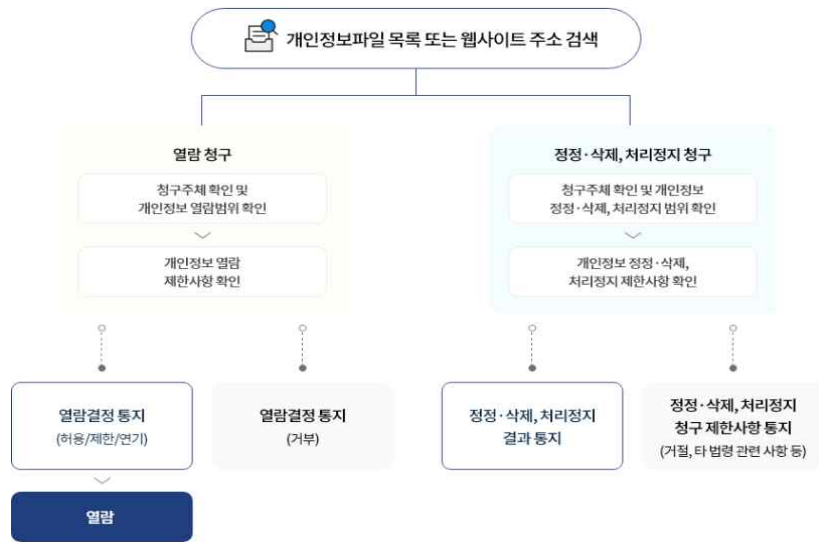 개인정보파일 목록 또는 웹사이트 주소 검색
열람 청구
청구주체 확인 및
개인정보 열람범위 확인
개인정보 열람
제한사항 확인
정정·삭제, 처리정지 청구
청구주체 확인 및 개인정보
정정·삭제, 처리정지 범위 확인
개인정보 정정·삭제,
처리정지 제한사항 확인
열람결정 통지
(허용/제한/연기)
열람결정 통지
(거부)
정정·삭제, 처리정지
결과 통지
정정·삭제, 처리정지
청구 제한사항 통지
(거절, 타 법령 관련 사항 등)
열람